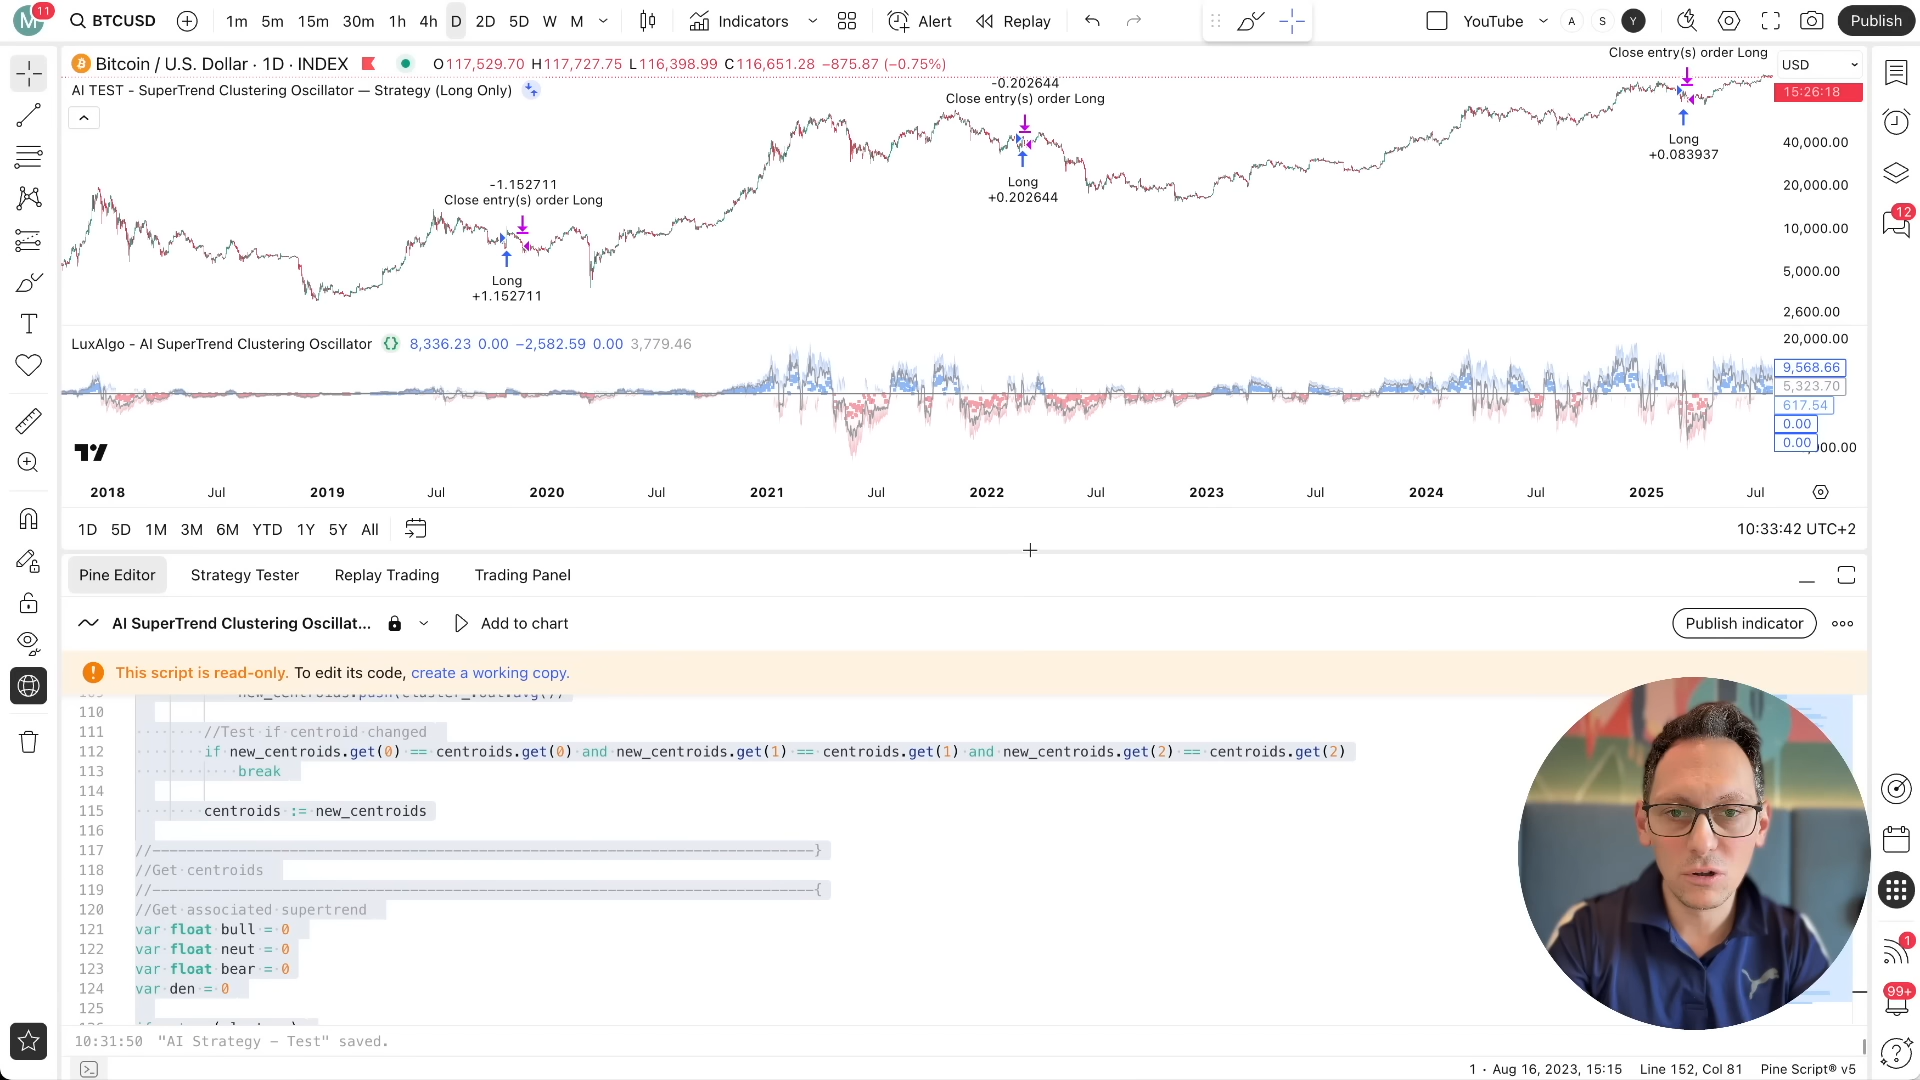 M 11 BTCUSD 1m 5m 15m 30m 1h 4h D 2D 5D W M Indicators Alert Replay YouTube A S Y Publish
Bitcoin / U.S. Dollar · 1D · INDEX O117,529.70 H117,727.75 L116,398.99 C116,651.28 −875.87 (−0.75%)
AI TEST - SuperTrend Clustering Oscillator — Strategy (Long Only)
Close entry(s) order Long
USD
15:26:18
-0.202644
Close entry(s) order Long
Long
+0.083937
40,000.00
-1.152711
Close entry(s) order Long
Long
+0.202644
20,000.00
10,000.00
5,000.00
Long
+1.152711
2,600.00
LuxAlgo - AI SuperTrend Clustering Oscillator {} 8,336.23 0.00 −2,582.59 0.00 3,779.46
20,000.00
9,568.66
5,323.70
617.54
0.00
0.00
2018 Jul 2019 Jul 2020 Jul 2021 Jul 2022 Jul 2023 Jul 2024 Jul 2025 Jul
1D 5D 1M 3M 6M YTD 1Y 5Y All
10:33:42 UTC+2
Pine Editor Strategy Tester Replay Trading Trading Panel
AI SuperTrend Clustering Oscillat... Add to chart Publish indicator
This script is read-only. To edit its code, create a working copy.
110
111 //Test if centroid changed
112 if new_centroids.get(0) == centroids.get(0) and new_centroids.get(1) == centroids.get(1) and new_centroids.get(2) == centroids.get(2)
113 break
114
115 centroids := new_centroids
116
117 //------------------------------------------------------------------------------}
118 //Get centroids
119 //------------------------------------------------------------------------------{
120 //Get associated supertrend
121 var float bull = 0
122 var float neut = 0
123 var float bear = 0
124 var den = 0
125
10:31:50 "AI Strategy - Test" saved.
1 · Aug 16, 2023, 15:15 Line 152, Col 81 Pine Script® v5
12
1
99+